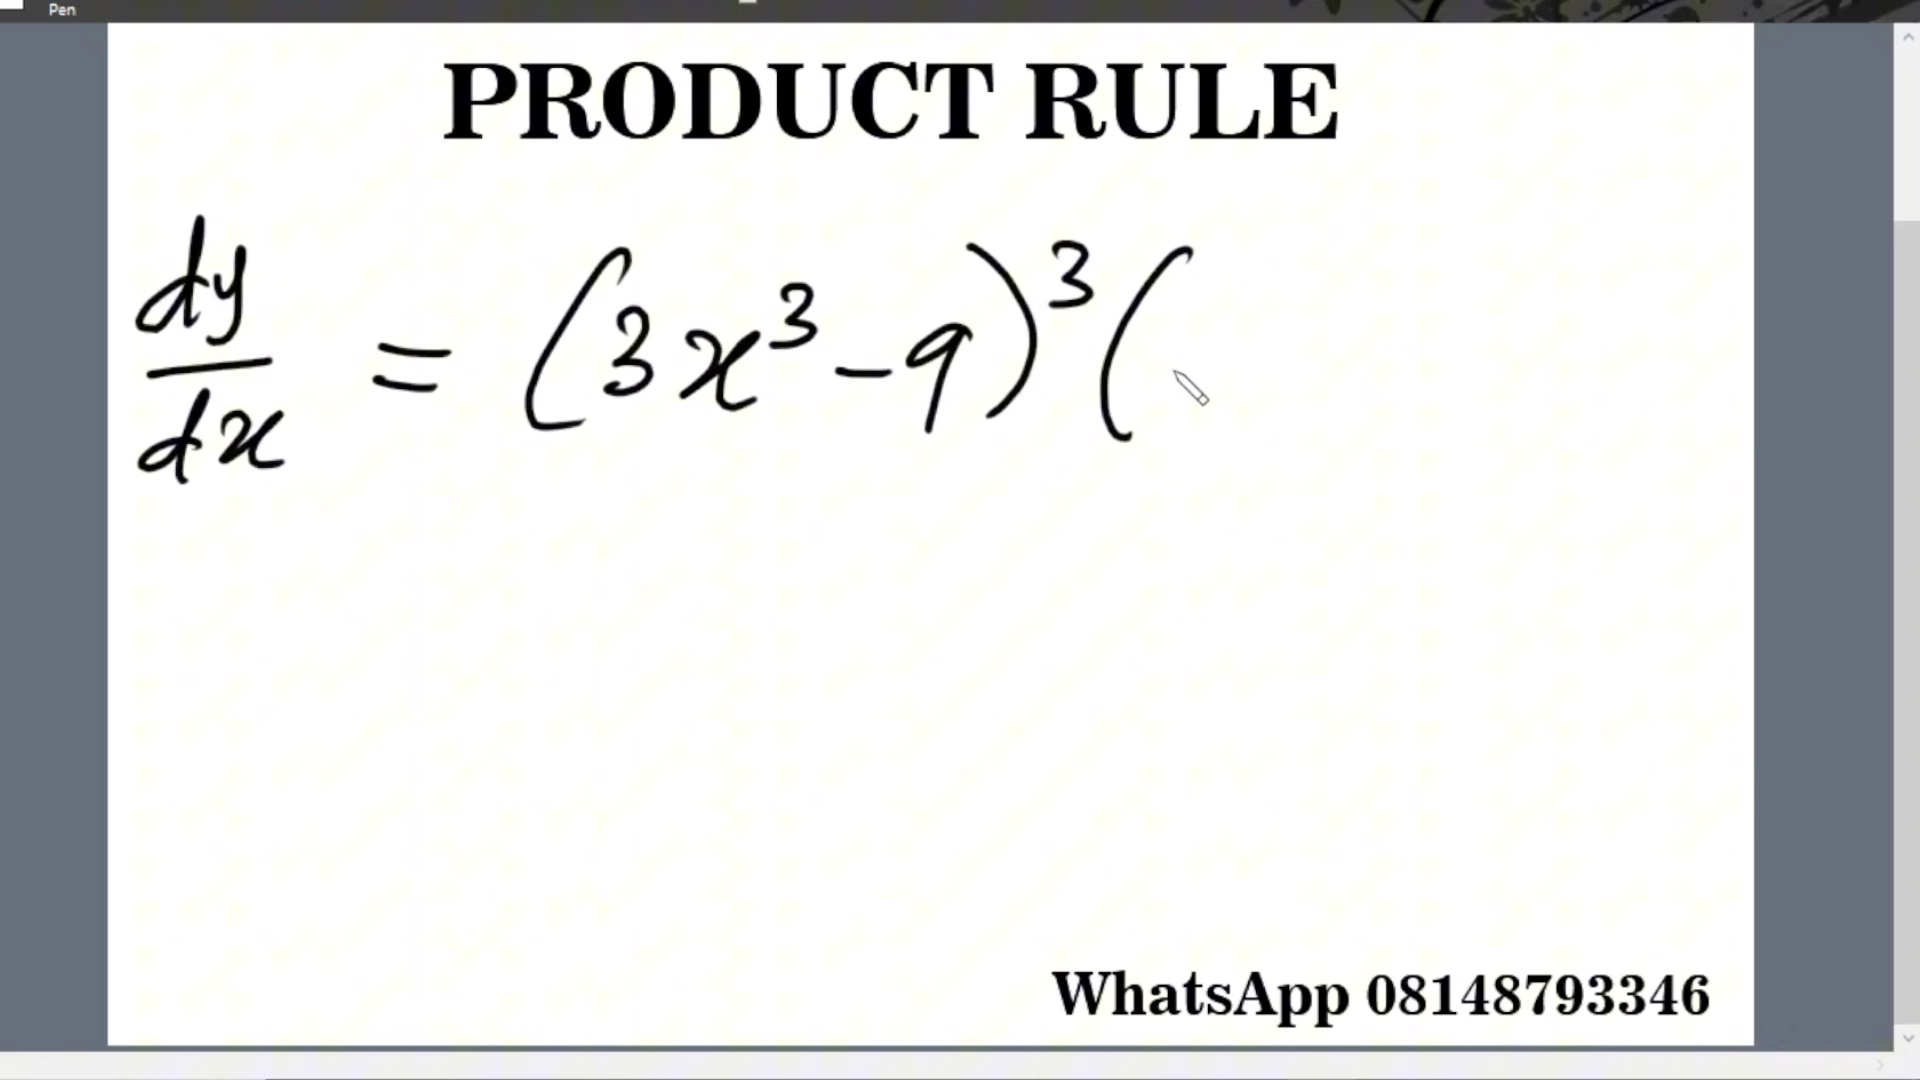 Pen
PRODUCT RULE
dy/dx = (3x³-9)³(
WhatsApp 08148793346